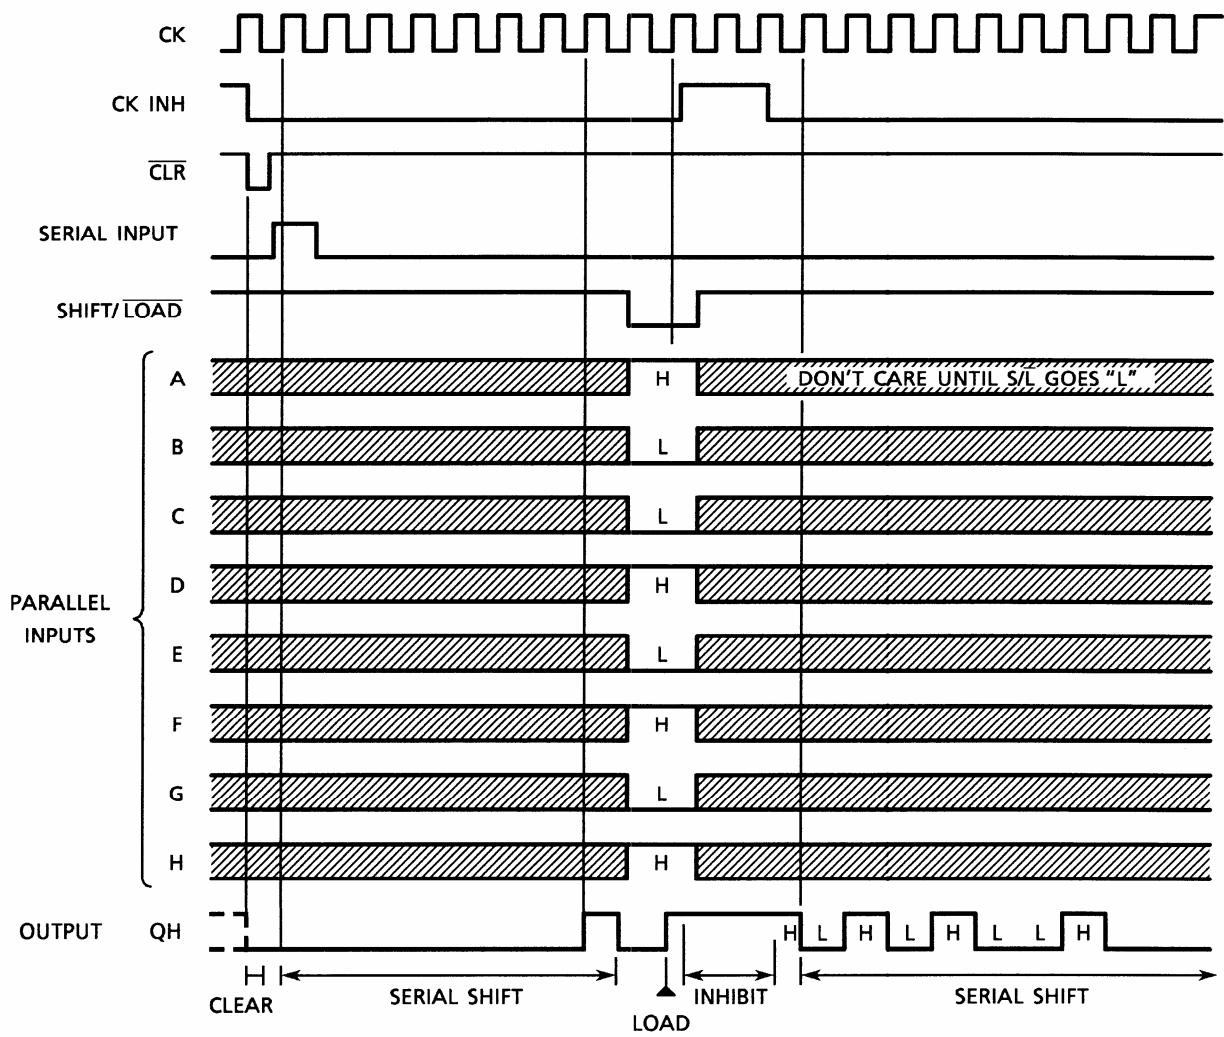 CK
CK INH
CLR
SERIAL INPUT
SHIFT/LOAD
PARALLEL
INPUTS
A H DON'T CARE UNTIL S/L GOES "L"
B L
C L
D H
E L
F H
G L
H H
OUTPUT QH H L H L H L L H
CLEAR SERIAL SHIFT LOAD INHIBIT SERIAL SHIFT